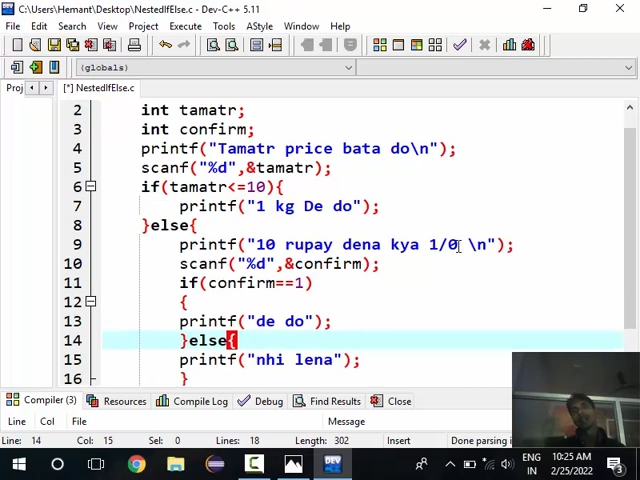 C:\Users\Hemant\Desktop\NestedIfElse.c - Dev-C++ 5.11
File Edit Search View Project Execute Tools AStyle Window Help
(globals)
Proj
[*] NestedIfElse.c
2 int tamatr;
3 int confirm;
4 printf("Tamatr price bata do\n");
5 scanf("%d",&tamatr);
6 if(tamatr<=10){
7 printf("1 kg De do");
8 }else{
9 printf("10 rupay dena kya 1/0 \n");
10 scanf("%d",&confirm);
11 if(confirm==1)
12 {
13 printf("de do");
14 }else{
15 printf("nhi lena");
16 }
Compiler (3) Resources Compile Log Debug Find Results Close
Line Col File Message
Line: 14 Col: 15 Sel: 0 Lines: 18 Length: 302 Insert Done parsing i
DEV
ENG
IN
10:25 AM
2/25/2022
3